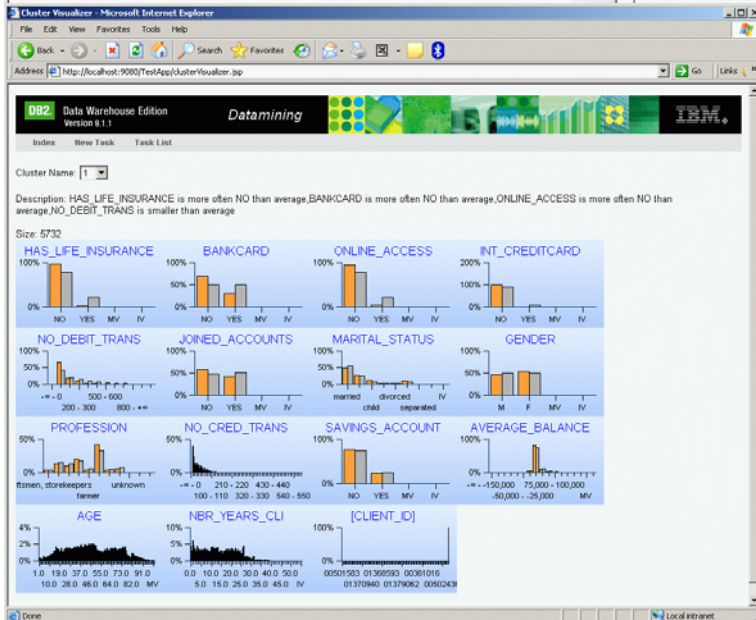 Cluster Visualizer - Microsoft Internet Explorer
File Edit View Favorites Tools Help
Back Search Favorites
Address http://localhost:9080/TestApp/clusterVisualizer.jsp Go Links
DB2. Data Warehouse Edition
Version 9.1.1
Datamining
IBM.
Index New Task Task List
Cluster Name: 1
Description: HAS_LIFE_INSURANCE is more often NO than average,BANKCARD is more often NO than average,ONLINE_ACCESS is more often NO than
average,NO_DEBIT_TRANS is smaller than average
Size: 5732
HAS_LIFE_INSURANCE BANKCARD ONLINE_ACCESS INT_CREDITCARD
100% 100% 100% 200%
50% 100%
0% 0% 0% 0%
NO YES MV IV NO YES MV IV NO YES MV IV NO YES MV IV
NO_DEBIT_TRANS JOINED_ACCOUNTS MARITAL_STATUS GENDER
100% 100% 100% 100%
50% 50% 50% 50%
0% 0% 0% 0%
-∞ - 0 500 - 600 NO YES MV IV married divorced IV M F MV IV
200 - 300 800 - +∞ child separated
PROFESSION NO_CRED_TRANS SAVINGS_ACCOUNT AVERAGE_BALANCE
50% 50% 100% 100%
0% 0% 0% 0%
ftsmen, storekeepers unknown -∞ - 0 210 - 220 430 - 440 NO YES MV IV -∞ - -150,000 75,000 - 100,000
farmer 100 - 110 320 - 330 540 - 550 -50,000 - -25,000 MV
AGE NBR_YEARS_CLI [CLIENT_ID]
4% 10% 100%
2% 5%
0% 0% 0%
1.0 19.0 37.0 55.0 73.0 91.0 0.0 10.0 20.0 30.0 40.0 50.0 00501583 01368593 00361016
10.0 28.0 46.0 64.0 82.0 MV 5.0 15.0 25.0 35.0 45.0 IV 01370940 01379062 0050243
Done Local intranet